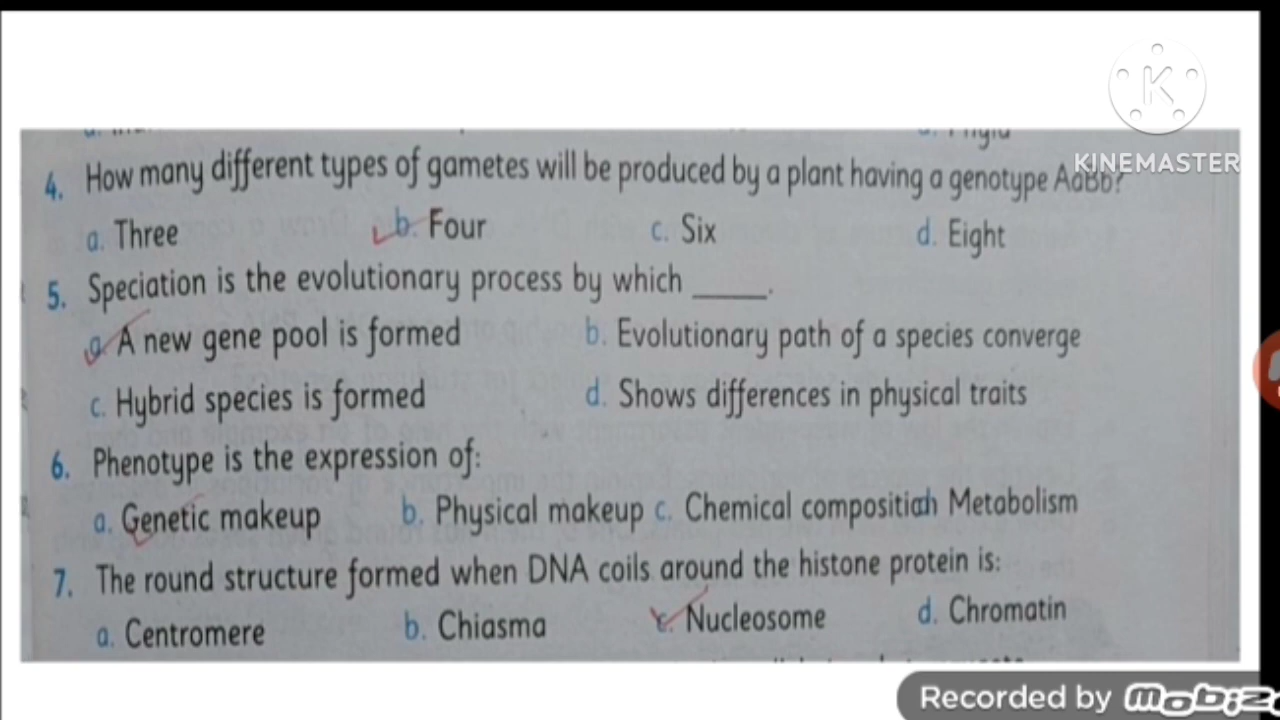 KINEMASTER
4. How many different types of gametes will be produced by a plant having a genotype AaBb?
a. Three b. Four c. Six d. Eight
5. Speciation is the evolutionary process by which _____.
a. A new gene pool is formed b. Evolutionary path of a species converge
c. Hybrid species is formed d. Shows differences in physical traits
6. Phenotype is the expression of:
a. Genetic makeup b. Physical makeup c. Chemical composition d. Metabolism
7. The round structure formed when DNA coils around the histone protein is:
a. Centromere b. Chiasma c. Nucleosome d. Chromatin
Recorded by